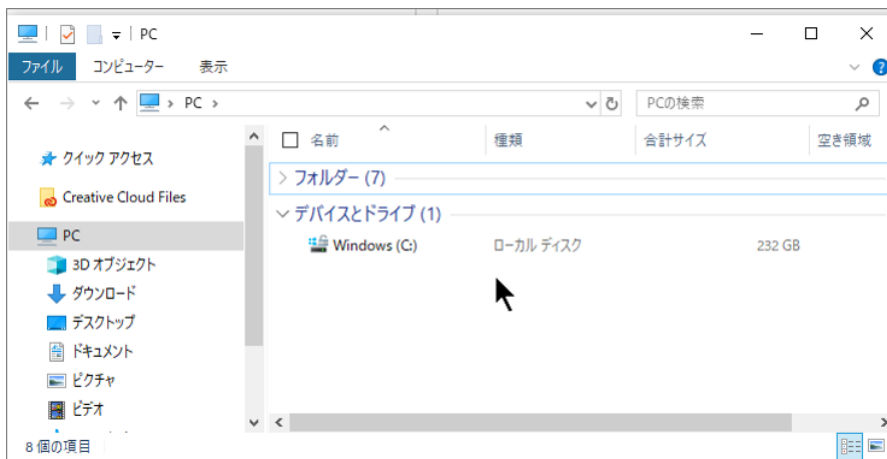 PC
ファイル コンピューター 表示
PC PCの検索
名前 種類 合計サイズ 空き領域
クイック アクセス
Creative Cloud Files
PC
3D オブジェクト
ダウンロード
デスクトップ
ドキュメント
ピクチャ
ビデオ
フォルダー (7)
デバイスとドライブ (1)
Windows (C:) ローカル ディスク 232 GB
8 個の項目